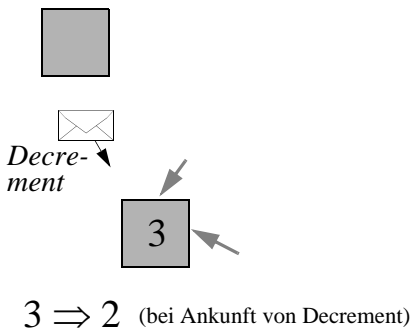 Decre-
ment
3
3 ⇒ 2 (bei Ankunft von Decrement)